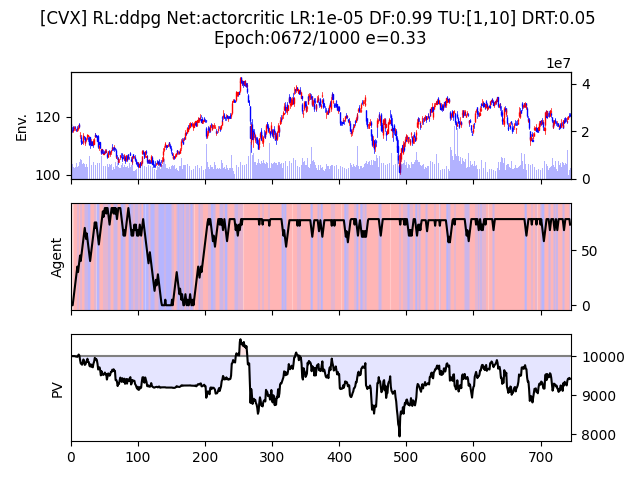 [CVX] RL:ddpg Net:actorcritic LR:1e-05 DF:0.99 TU:[1,10] DRT:0.05
Epoch:0672/1000 e=0.33
1e7
Env.
120
100
4
2
0
Agent
50
0
PV
10000
9000
8000
0 100 200 300 400 500 600 700